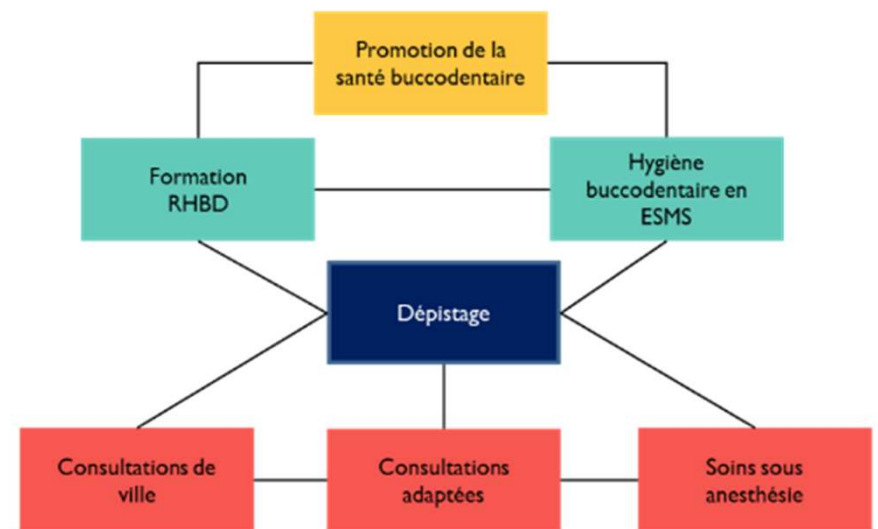 Promotion de la
santé buccodentaire
Formation
RHBD
Hygiène
buccodentaire en
ESMS
Dépistage
Consultations de
ville
Consultations
adaptées
Soins sous
anesthésie